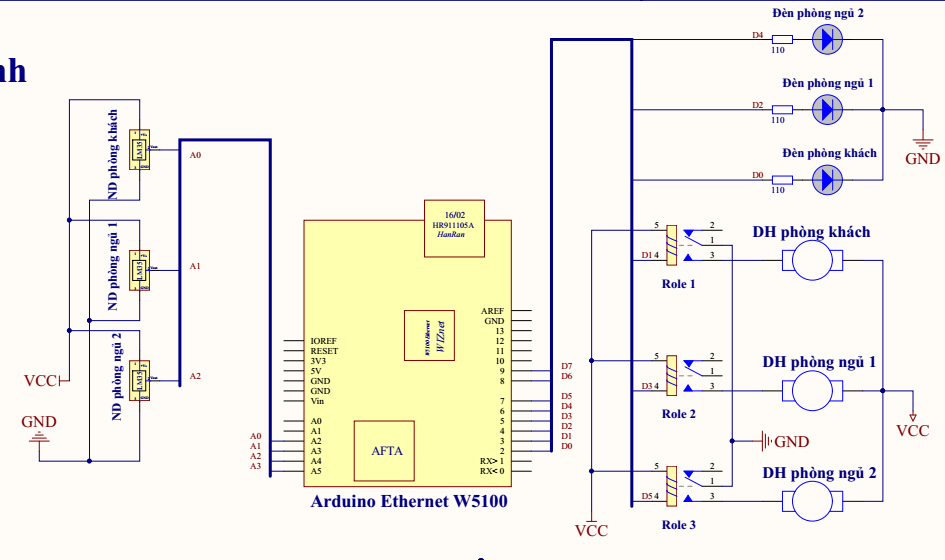 nh
ND phòng khách
LM35
A0
ND phòng ngủ 1
LM35
A1
ND phòng ngủ 2
LM35
A2
VCC
GND
16/02
HR911105A
HanRan
W5100 Ethernet
WIZnet
AFTA
IOREF
RESET
3V3
5V
GND
GND
Vin
A0
A1
A2
A3
A4
A5
A0
A1
A2
A3
AREF
GND
13
12
11
10
9
8
7
6
5
4
3
2
RX> 1
RX< 0
D7
D6
D5
D4
D3
D2
D1
D0
Arduino Ethernet W5100
Đèn phòng ngủ 2
D4
110
Đèn phòng ngủ 1
D2
110
Đèn phòng khách
D0
110
GND
5
2
1
D1 4
3
Role 1
DH phòng khách
5
2
1
D3 4
3
Role 2
DH phòng ngủ 1
VCC
GND
5
2
1
D5 4
3
Role 3
DH phòng ngủ 2
VCC